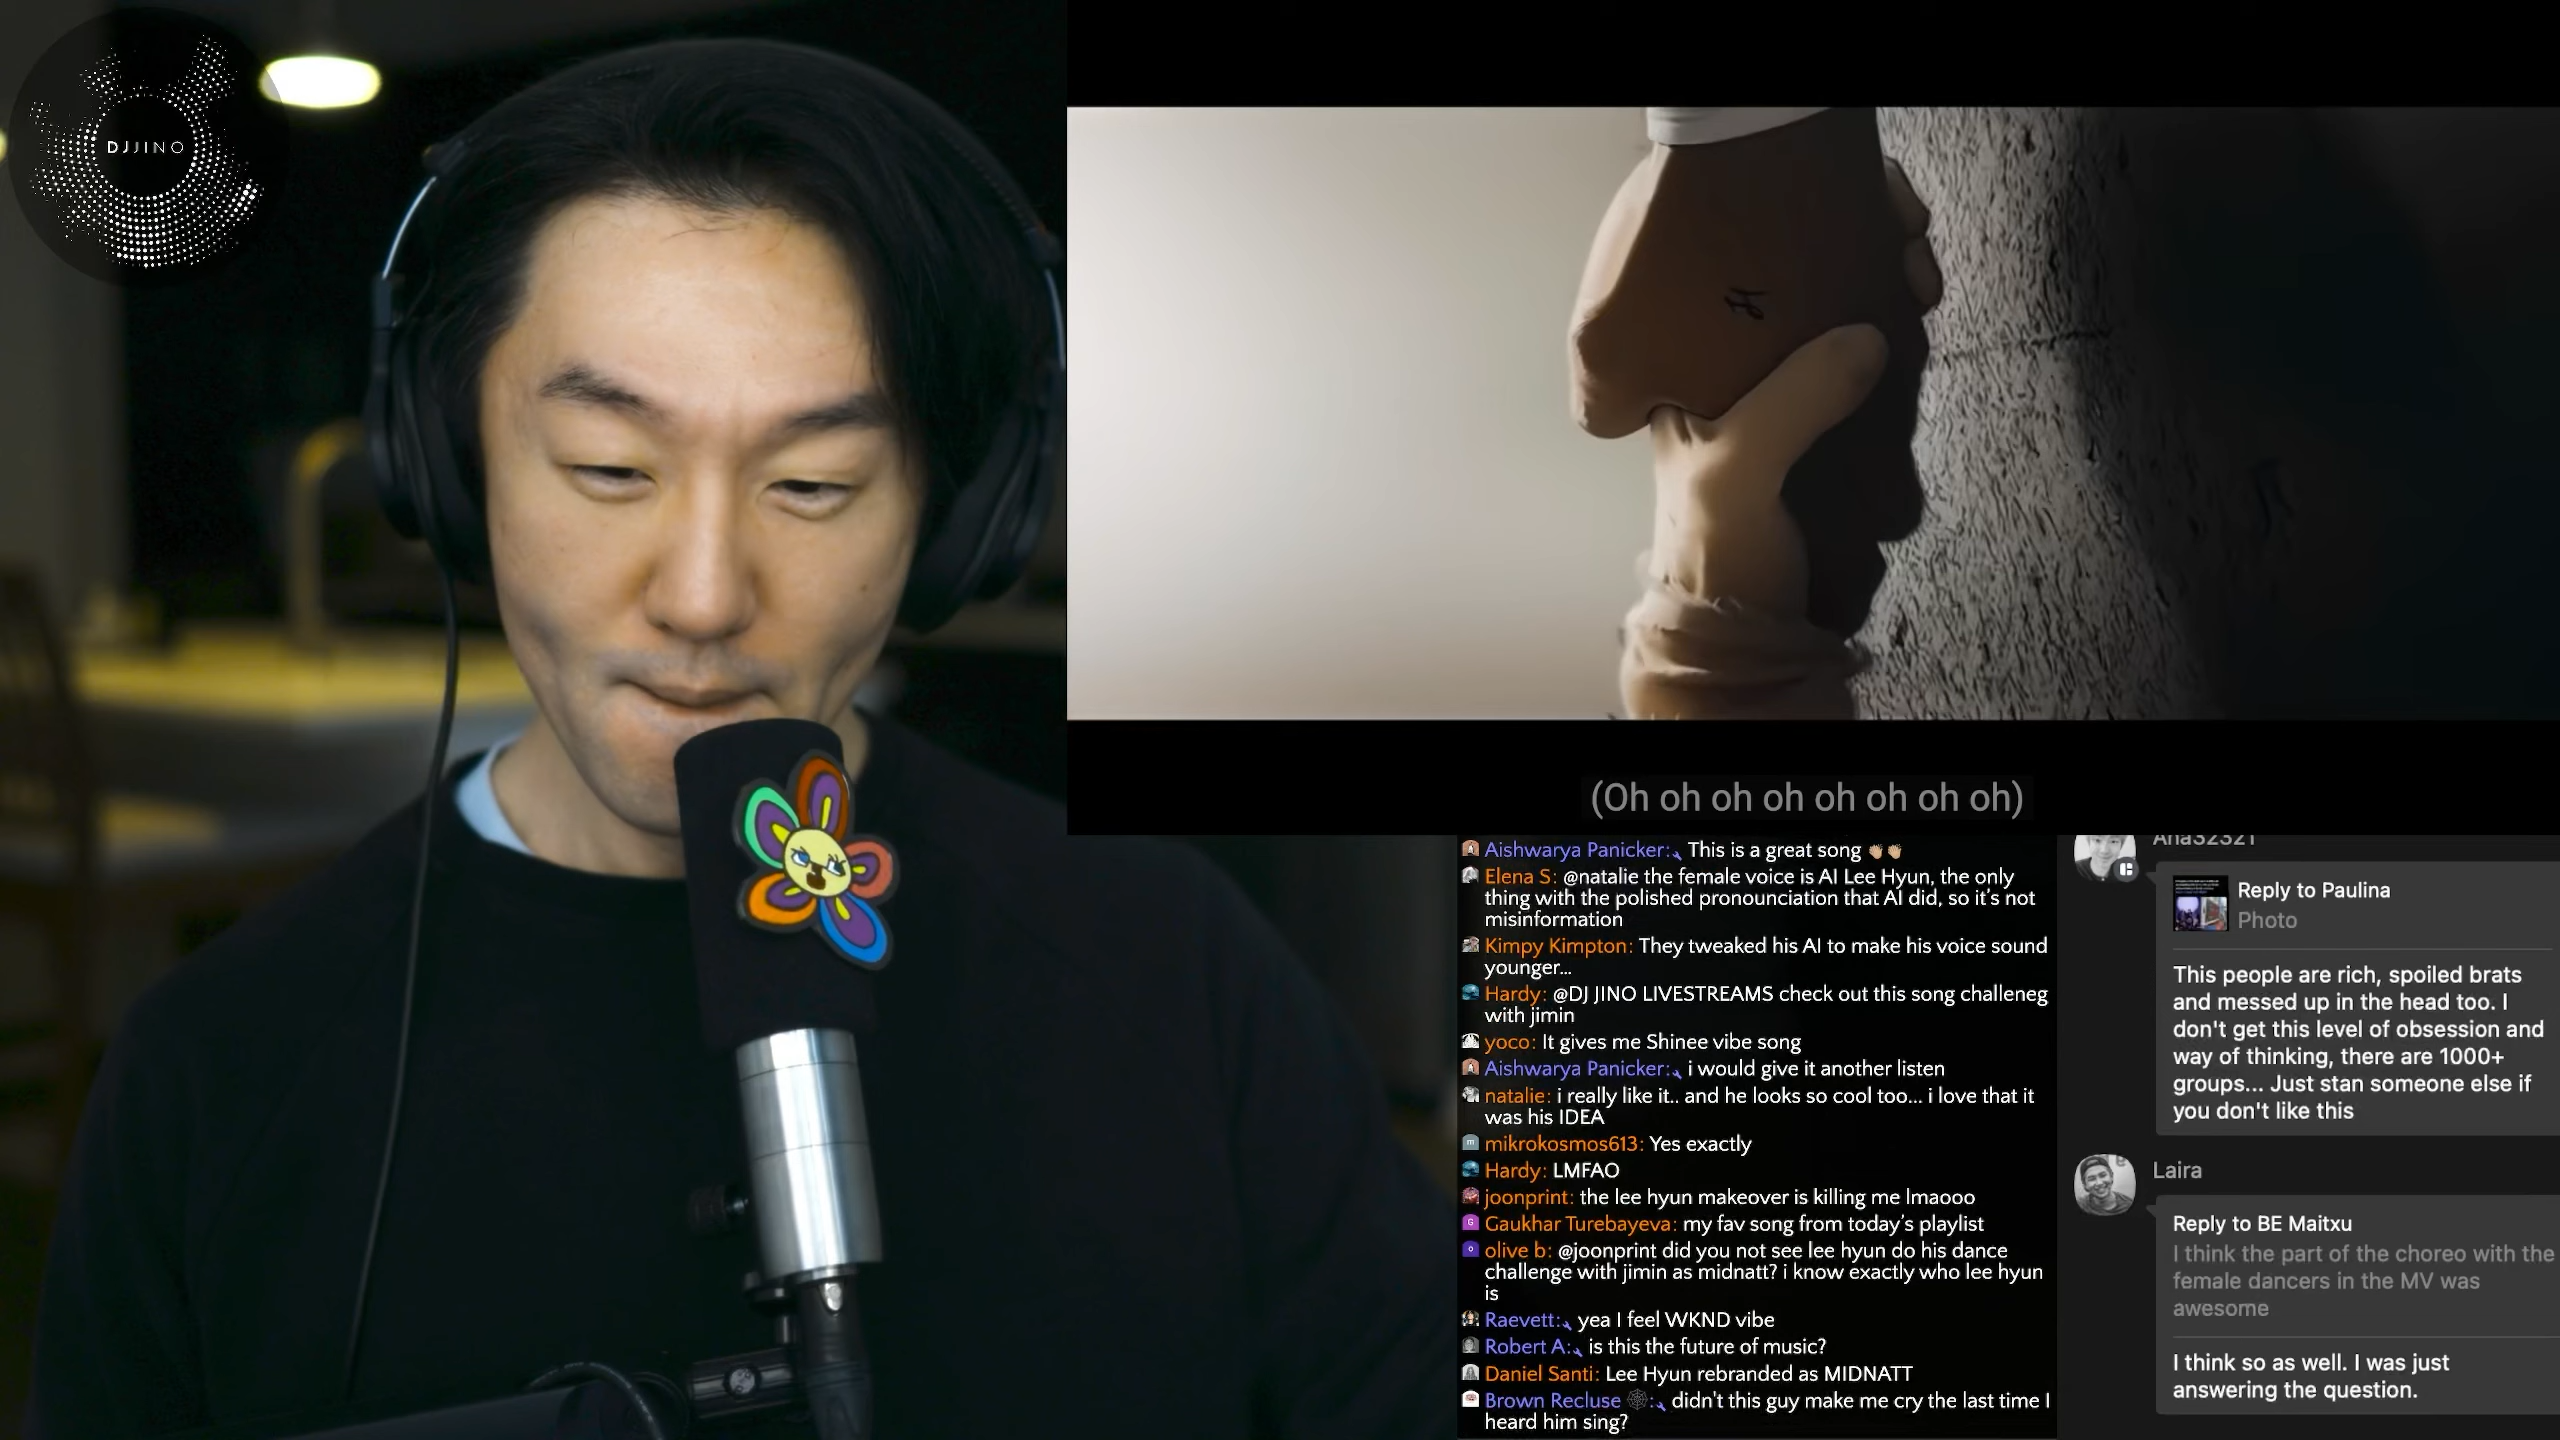 DJJINO
(Oh oh oh oh oh oh oh oh)
Aishwarya Panicker: This is a great song 👏🏽👏🏽
Elena S: @natalie the female voice is AI Lee Hyun, the only
thing with the polished pronounciation that AI did, so it's not
misinformation
Kimpy Kimpton: They tweaked his AI to make his voice sound
younger...
Hardy: @DJ JINO LIVESTREAMS check out this song challeneg
with jimin
yoco: It gives me Shinee vibe song
Aishwarya Panicker: i would give it another listen
natalie: i really like it.. and he looks so cool too... i love that it
was his IDEA
mikrokosmos613: Yes exactly
Hardy: LMFAO
joonprint: the lee hyun makeover is killing me lmaooo
Gaukhar Turebayeva: my fav song from today's playlist
olive b: @joonprint did you not see lee hyun do his dance
challenge with jimin as midnatt? i know exactly who lee hyun
is
Raevett: yea I feel WKND vibe
Robert A: is this the future of music?
Daniel Santi: Lee Hyun rebranded as MIDNATT
Brown Recluse 🕸: didn't this guy make me cry the last time I
heard him sing?
Ana32321
Reply to Paulina
Photo
This people are rich, spoiled brats
and messed up in the head too. I
don't get this level of obsession and
way of thinking, there are 1000+
groups... Just stan someone else if
you don't like this
Laira
Reply to BE Maitxu
I think the part of the choreo with the
female dancers in the MV was
awesome
I think so as well. I was just
answering the question.